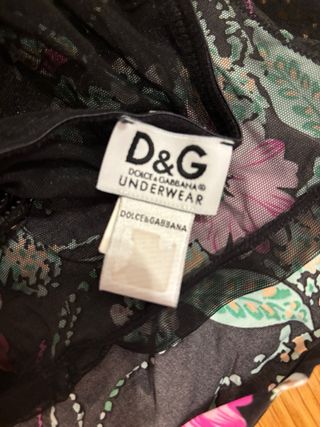 D&G
DOLCE & GABBANA®
UNDERWEAR
DOLCE&GABBANA